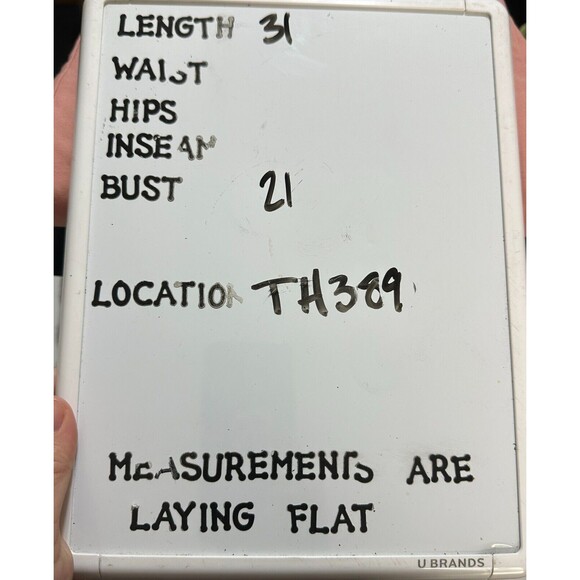 LENGTH 31
WAIST
HIPS
INSEAM
BUST 21
LOCATION TH389
MEASUREMENTS ARE
LAYING FLAT
U BRANDS